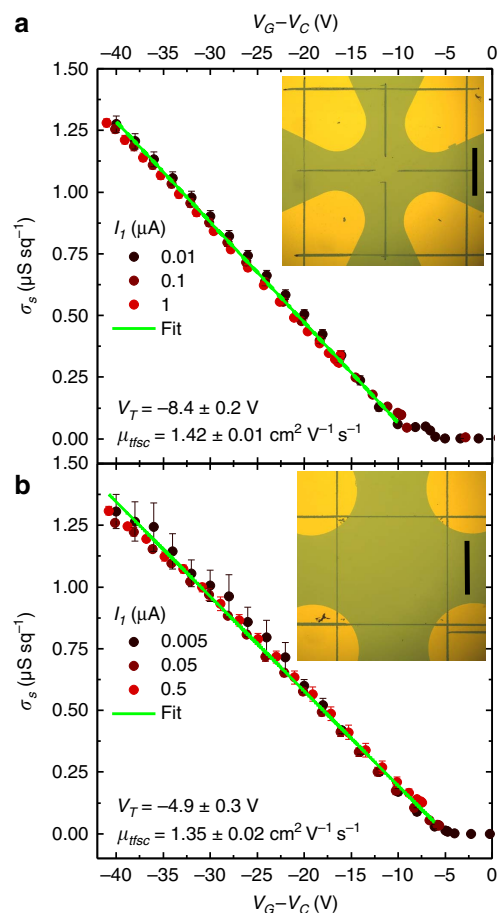 a
V_G–V_C (V)
–40 –35 –30 –25 –20 –15 –10 –5 0
1.50
1.25
1.00
0.75
0.50
0.25
0.00
σ_s (μS sq⁻¹)
I_1 (μA)
0.01
0.1
1
Fit
V_T = –8.4 ± 0.2 V
μ_tfsc = 1.42 ± 0.01 cm² V⁻¹ s⁻¹
b
1.50
1.25
1.00
0.75
0.50
0.25
0.00
σ_s (μS sq⁻¹)
I_1 (μA)
0.005
0.05
0.5
Fit
V_T = –4.9 ± 0.3 V
μ_tfsc = 1.35 ± 0.02 cm² V⁻¹ s⁻¹
–40 –35 –30 –25 –20 –15 –10 –5 0
V_G–V_C (V)